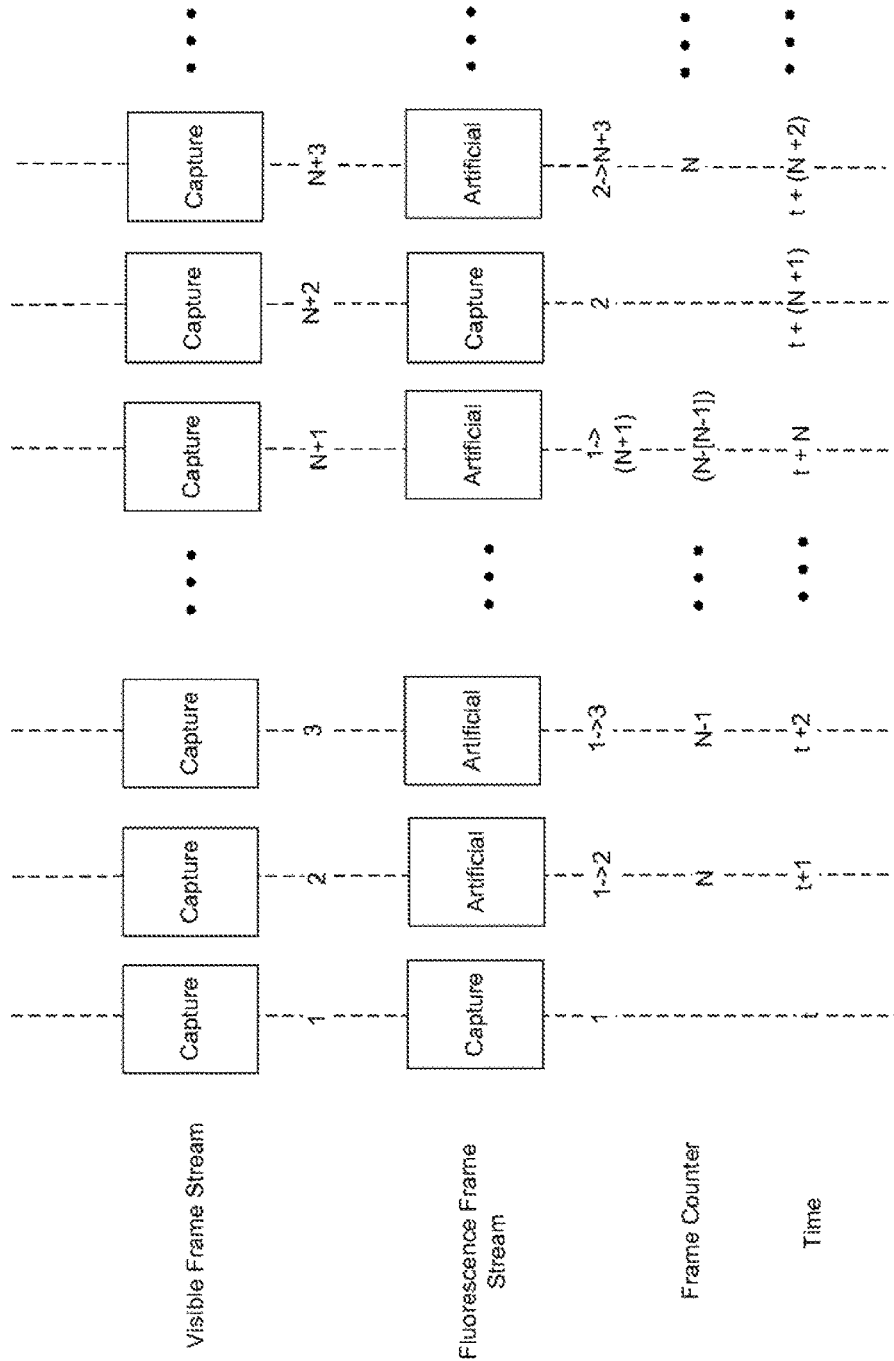 Visible Frame Stream
Capture
Capture
Capture
Capture
Capture
Capture
1
2
3
N+1
N+2
N+3
Fluorescence Frame
Stream
Capture
Artificial
Artificial
Artificial
Capture
Artificial
1
1->2
1->3
1->
(N+1)
2
2->N+3
Frame Counter
N
N-1
(N-[N-1])
N
Time
t
t+1
t +2
t + N
t + (N +1)
t + (N +2)